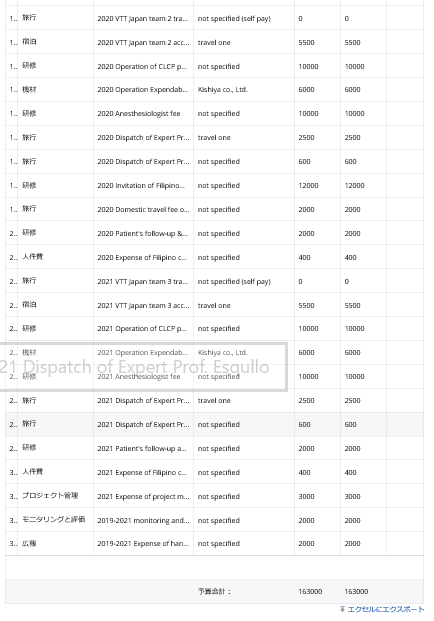 1.. 旅行 2020 VTT Japan team 2 tra... not specified (self pay) 0 0
1.. 宿泊 2020 VTT Japan team 2 acc... travel one 5500 5500
1.. 研修 2020 Operation of CLCP p... not specified 10000 10000
1.. 機材 2020 Operation Expendab... Kishiya co., Ltd. 6000 6000
1.. 研修 2020 Anesthesiologist fee not specified 10000 10000
1.. 旅行 2020 Dispatch of Expert Pr... travel one 2500 2500
1.. 旅行 2020 Dispatch of Expert Pr... not specified 600 600
1.. 研修 2020 Invitation of Filipino... not specified 12000 12000
1.. 旅行 2020 Domestic travel fee o... not specified 2000 2000
2.. 研修 2020 Patient's follow-up &... not specified 2000 2000
2.. 人件費 2020 Expense of Filipino c... not specified 400 400
2.. 旅行 2021 VTT Japan team 3 tra... not specified (self pay) 0 0
2.. 宿泊 2021 VTT Japan team 3 acc... travel one 5500 5500
2.. 研修 2021 Operation of CLCP p... not specified 10000 10000
2.. 機材 2021 Operation Expendab... Kishiya co., Ltd. 6000 6000
21 Dispatch of Expert Prof. Esqullo
2.. 研修 2021 Anesthesiologist fee not specified 10000 10000
2.. 旅行 2021 Dispatch of Expert Pr... travel one 2500 2500
2.. 旅行 2021 Dispatch of Expert Pr... not specified 600 600
2.. 研修 2021 Patient's follow-up a... not specified 2000 2000
3.. 人件費 2021 Expense of Filipino c... not specified 400 400
3.. プロジェクト管理 2021 Expense of project m... not specified 3000 3000
3.. モニタリングと評価 2019-2021 monitoring and... not specified 2000 2000
3.. 広報 2019-2021 Expense of han... not specified 2000 2000
予算合計： 163000 163000
エクセルにエクスポート